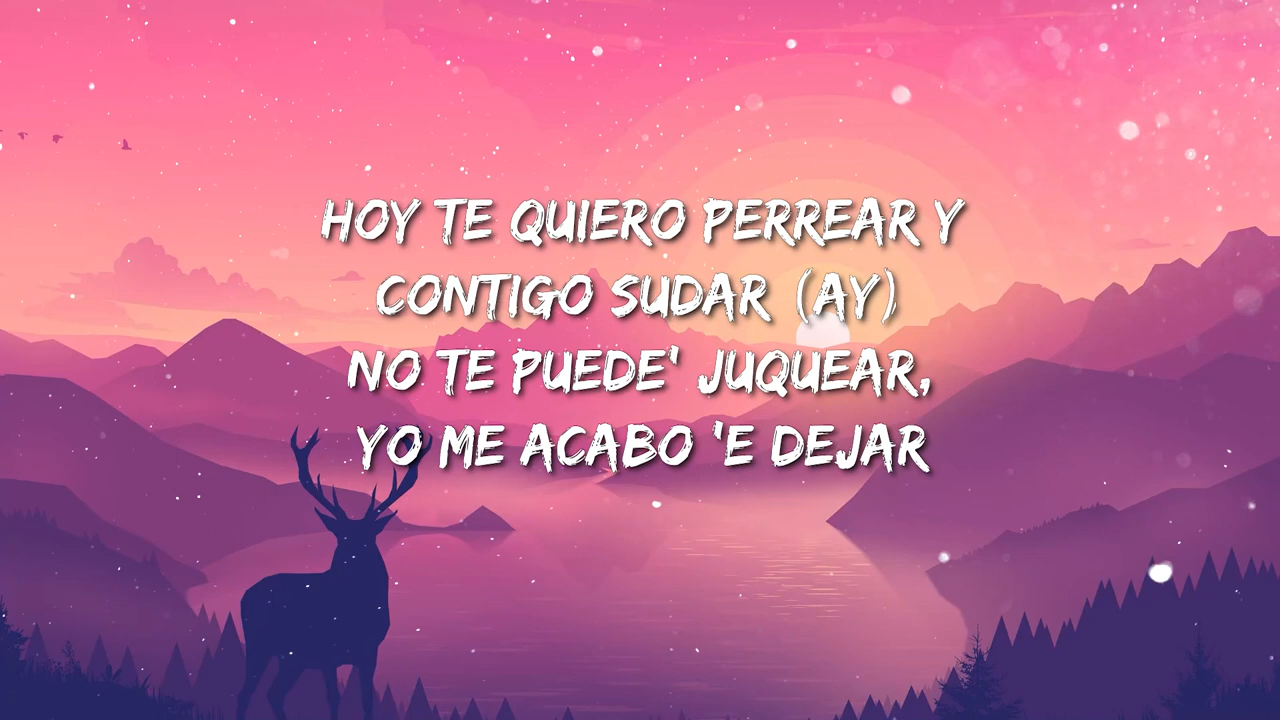 HOY TE QUIERO PERREAR Y
CONTIGO SUDAR (AY)
NO TE PUEDE' JUQUEAR,
YO ME ACABO 'E DEJAR